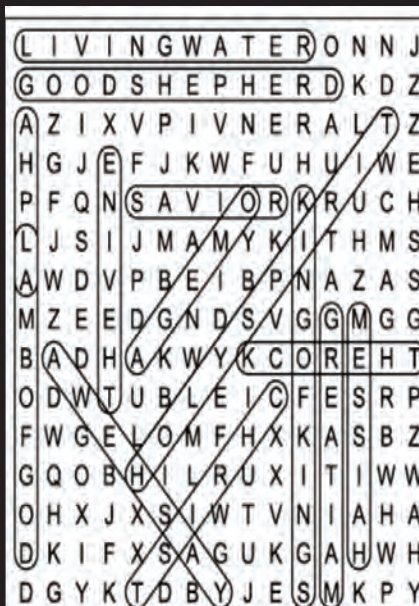 L I V I N G W A T E R O N N J
G O O D S H E P H E R D K D Z
A Z I X V P I V N E R A L T Z
H G J E F J K W F U H U I W E
P F Q N S A V I O R K R U C H
L J S I J M A M Y K I T H M S
A W D V P B E I B P N A Z A S
M Z E E D G N D S V G G M G G
B A D H A K W Y K C O R E H T
O D W T U B L E I C F E S R P
F W G E L O M F H X K A S B Z
G Q O B H I L R U X I T I W W
O H X J X S I W T V N I A H A
D K I F X S A G U K G A H W H
D G Y K T D B Y J E S M K P Y